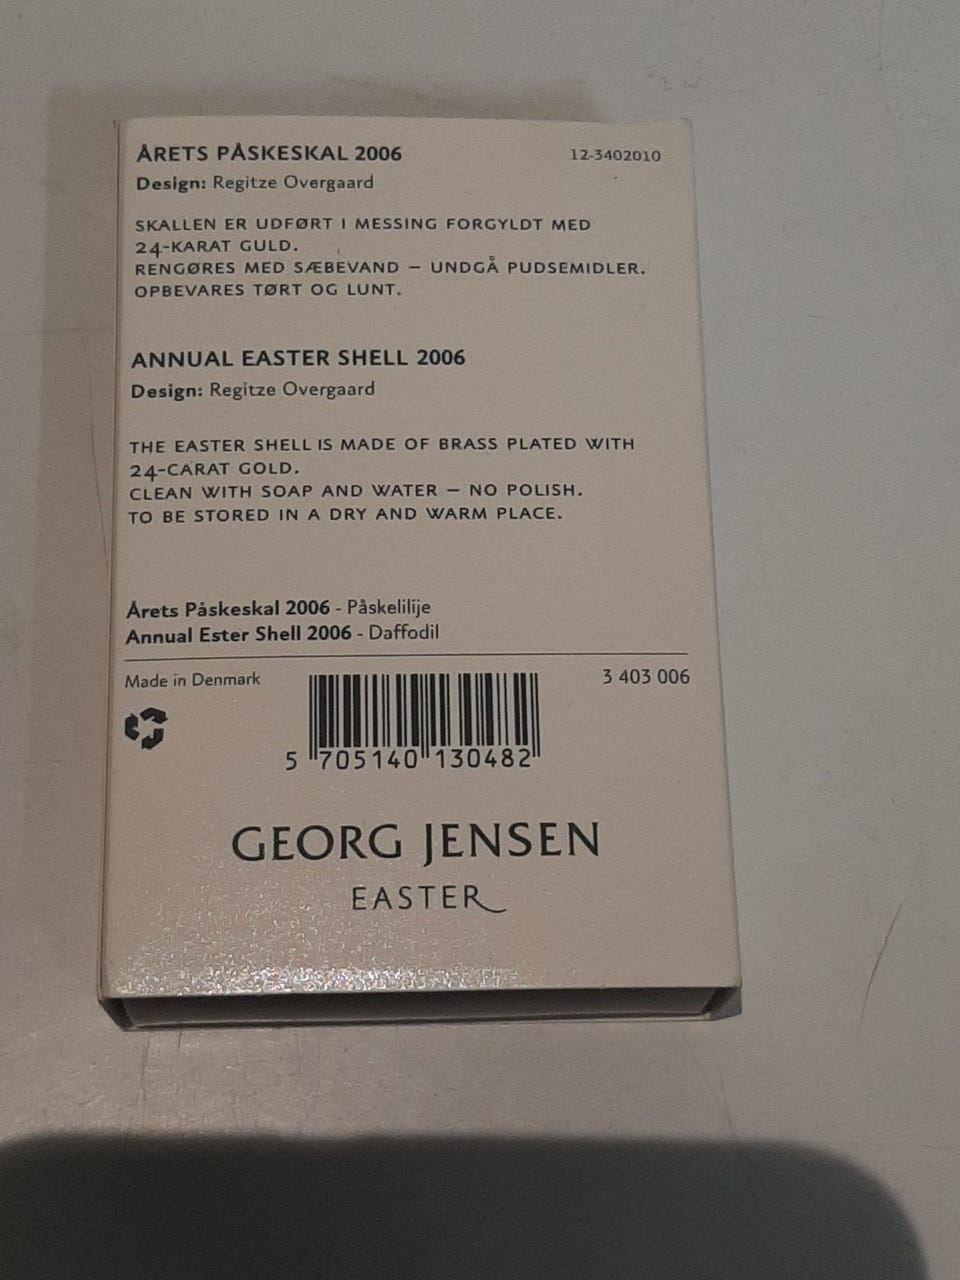 ÅRETS PÅSKESKAL 2006
12-3402010
Design: Regitze Overgaard
SKALLEN ER UDFØRT I MESSING FORGYLDT MED
24-KARAT GULD.
RENGØRES MED SÆBEVAND – UNDGÅ PUDSEMIDLER.
OPBEVARES TØRT OG LUNT.
ANNUAL EASTER SHELL 2006
Design: Regitze Overgaard
THE EASTER SHELL IS MADE OF BRASS PLATED WITH
24-CARAT GOLD.
CLEAN WITH SOAP AND WATER – NO POLISH.
TO BE STORED IN A DRY AND WARM PLACE.
Årets Påskeskal 2006 - Påskelilije
Annual Ester Shell 2006 - Daffodil
Made in Denmark
3 403 006
5 705140 130482
GEORG JENSEN
EASTER